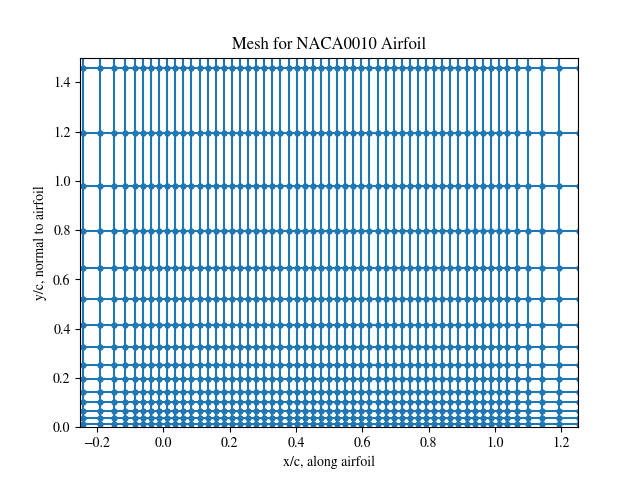 Mesh for NACA0010 Airfoil
1.4
1.2
1.0
0.8
0.6
0.4
0.2
0.0
y/c, normal to airfoil
−0.2 0.0 0.2 0.4 0.6 0.8 1.0 1.2
x/c, along airfoil